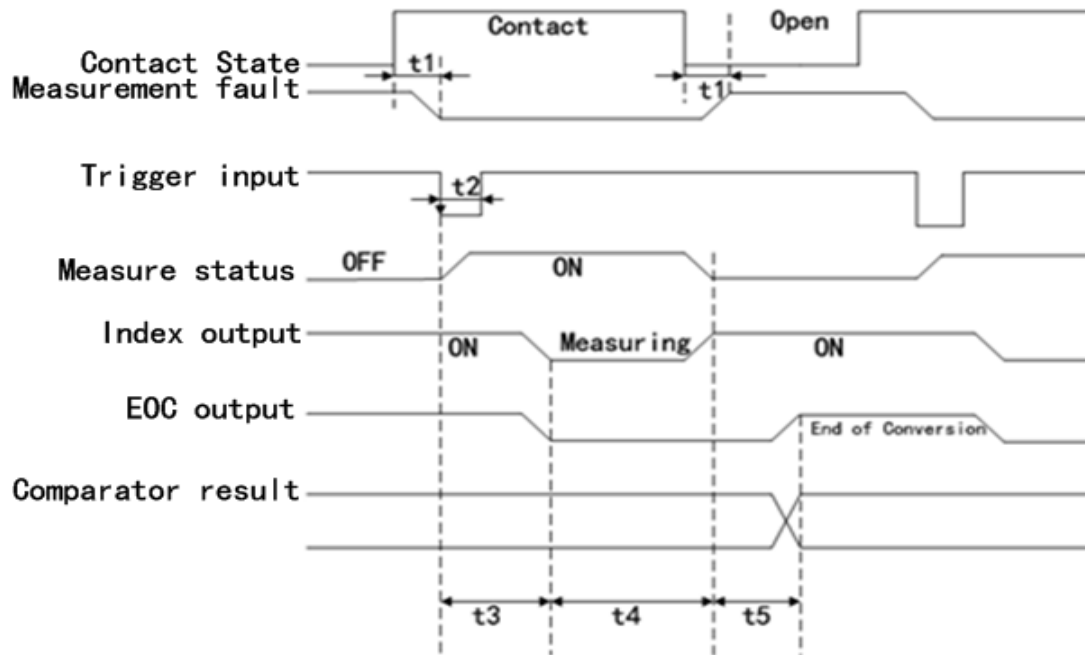 Contact
Open
Contact State
t1
Measurement fault
t1
Trigger input
t2
Measure status
OFF
ON
Index output
ON
Measuring
ON
EOC output
End of Conversion
Comparator result
t3
t4
t5